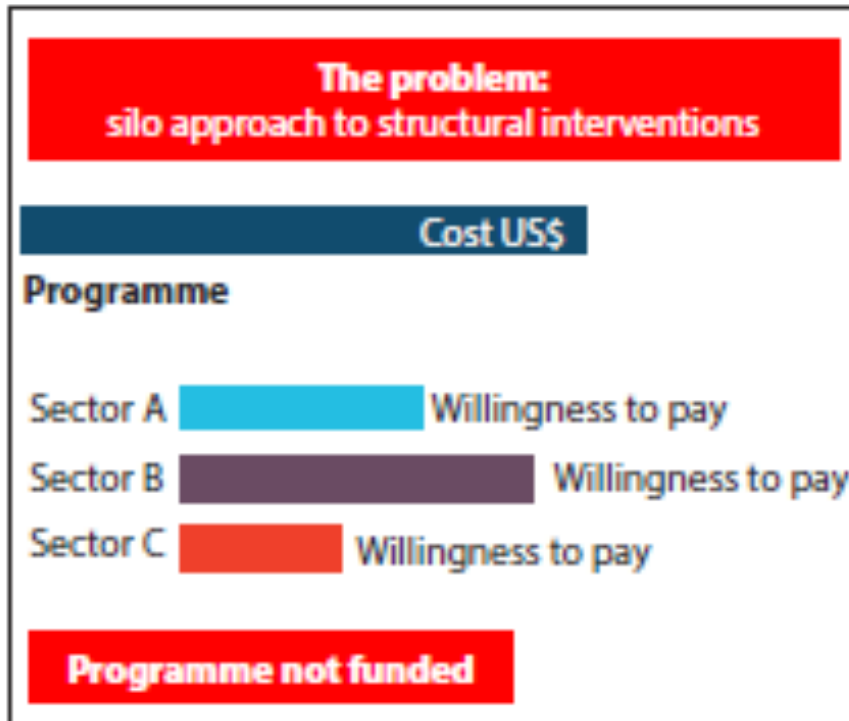 The problem:
silo approach to structural interventions
Cost US$
Programme
Sector A Willingness to pay
Sector B Willingness to pay
Sector C Willingness to pay
Programme not funded